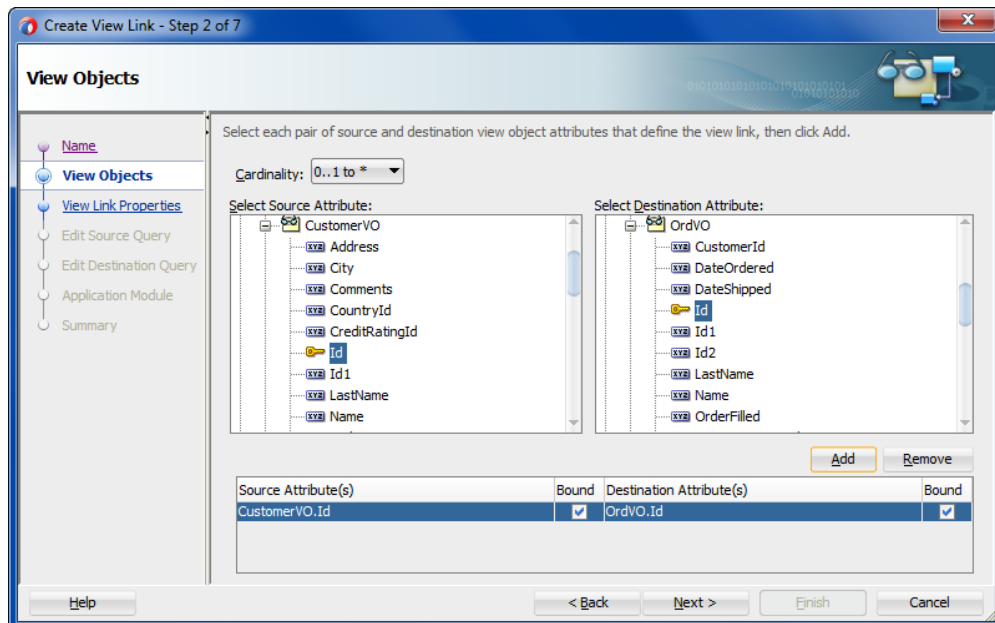 Create View Link - Step 2 of 7
View Objects
010101010101010101010101
01010101010
Name
View Objects
View Link Properties
Edit Source Query
Edit Destination Query
Application Module
Summary
Select each pair of source and destination view object attributes that define the view link, then click Add.
Cardinality: 0..1 to *
Select Source Attribute:
CustomerVO
Address
City
Comments
CountryId
CreditRatingId
Id
Id1
LastName
Name
Select Destination Attribute:
OrdVO
CustomerId
DateOrdered
DateShipped
Id
Id1
Id2
LastName
Name
OrderFilled
Add Remove
Source Attribute(s) Bound Destination Attribute(s) Bound
CustomerVO.Id OrdVO.Id
Help < Back Next > Finish Cancel